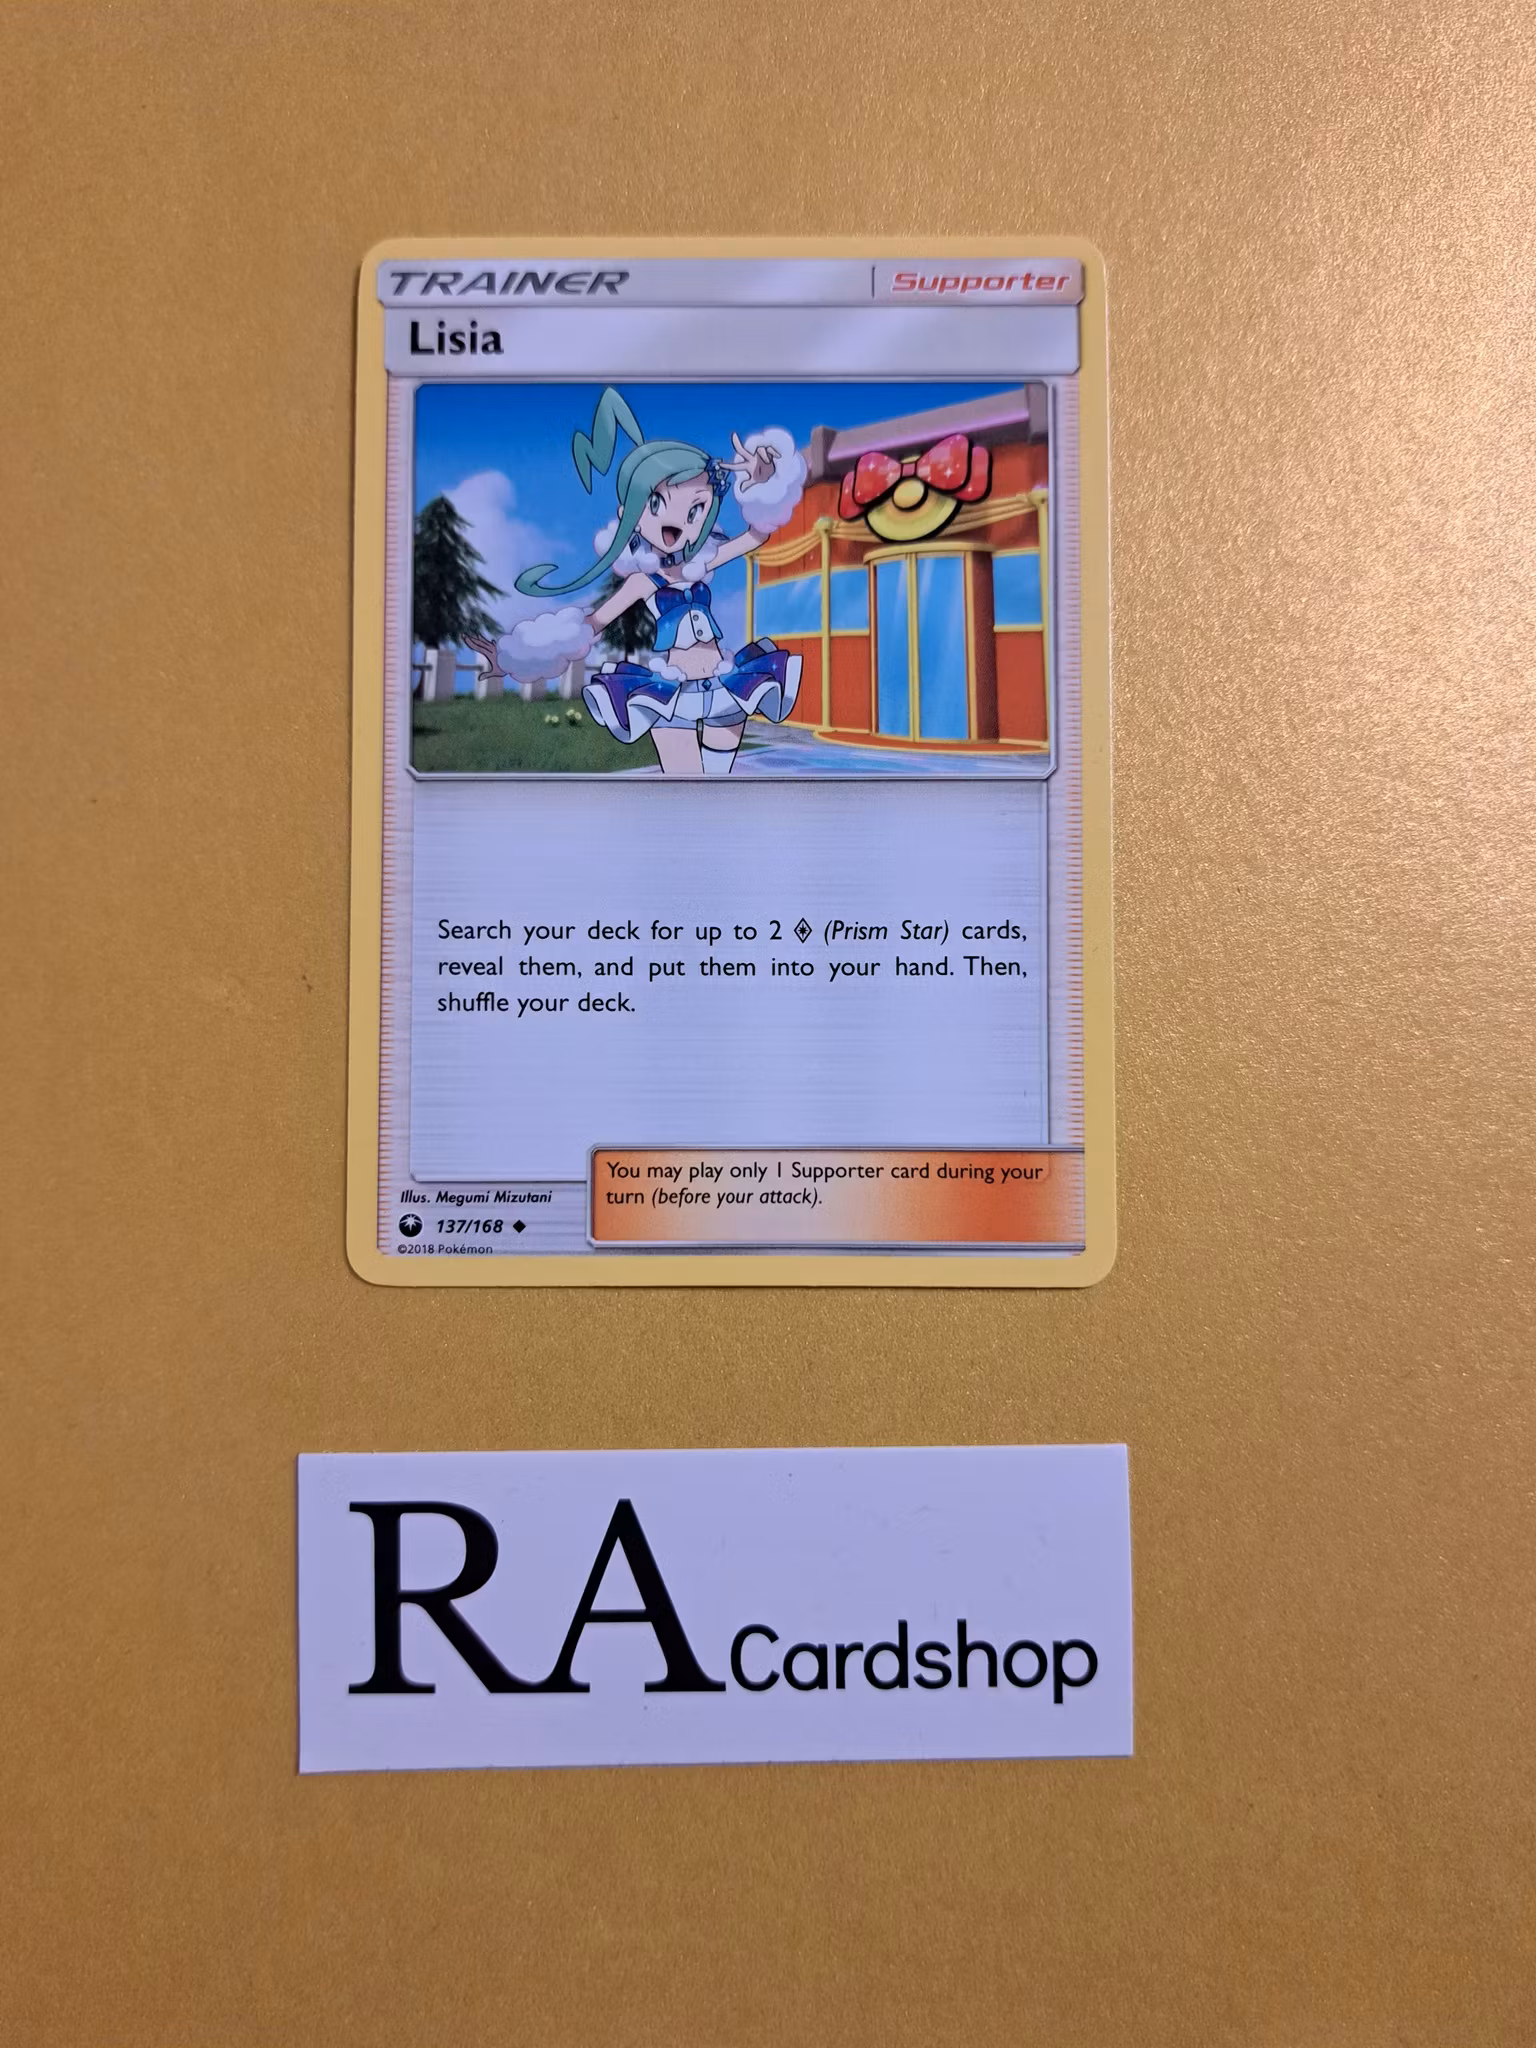 TRAINER
Supporter
Lisia
Search your deck for up to 2 (Prism Star) cards,
reveal them, and put them into your hand. Then,
shuffle your deck.
You may play only 1 Supporter card during your
turn (before your attack).
Illus. Megumi Mizutani
137/168
©2018 Pokémon
RA Cardshop